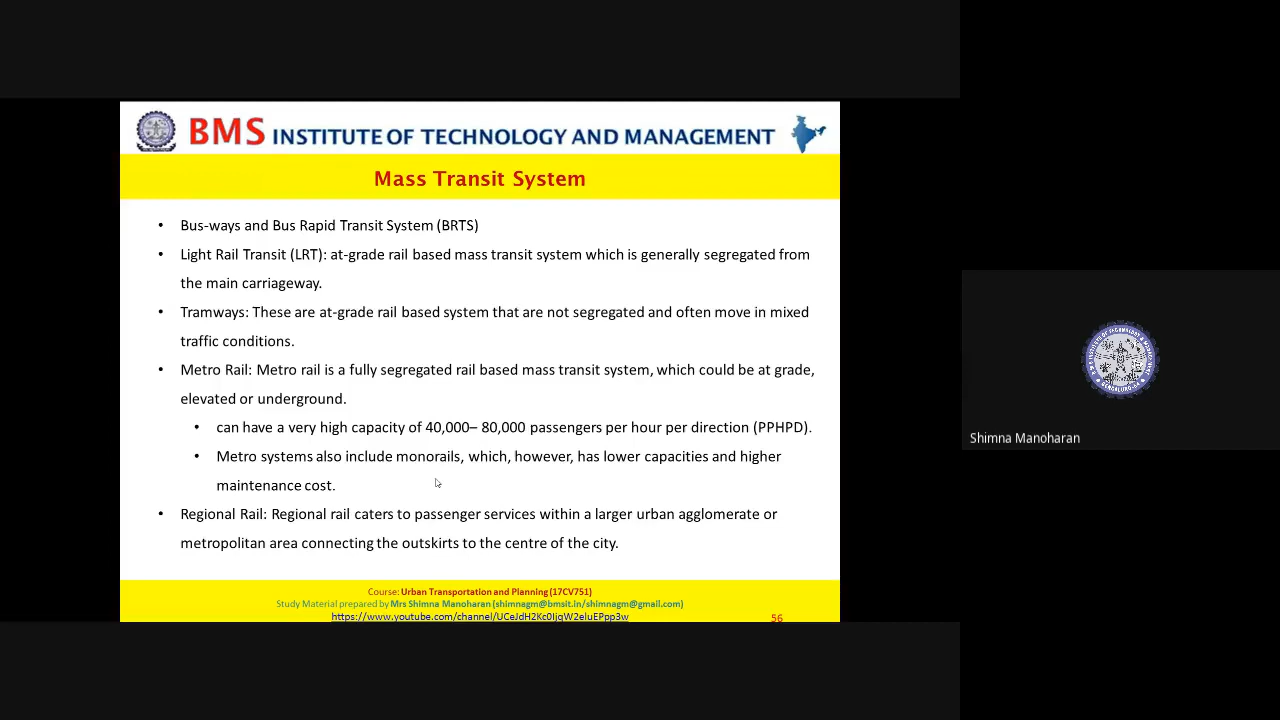 BMS INSTITUTE OF TECHNOLOGY AND MANAGEMENT
Mass Transit System
• Bus-ways and Bus Rapid Transit System (BRTS)
• Light Rail Transit (LRT): at-grade rail based mass transit system which is generally segregated from
the main carriageway.
• Tramways: These are at-grade rail based system that are not segregated and often move in mixed
traffic conditions.
• Metro Rail: Metro rail is a fully segregated rail based mass transit system, which could be at grade,
elevated or underground.
• can have a very high capacity of 40,000– 80,000 passengers per hour per direction (PPHPD).
• Metro systems also include monorails, which, however, has lower capacities and higher
maintenance cost.
• Regional Rail: Regional rail caters to passenger services within a larger urban agglomerate or
metropolitan area connecting the outskirts to the centre of the city.
Course: Urban Transportation and Planning (17CV751)
Study Material prepared by Mrs Shimna Manoharan (shimnagm@bmsit.in/shimnagm@gmail.com)
56
Shimna Manoharan